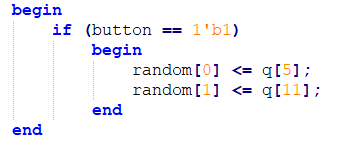 begin
if (button == 1'b1)
begin
random[0] <= q[5];
random[1] <= q[11];
end
end